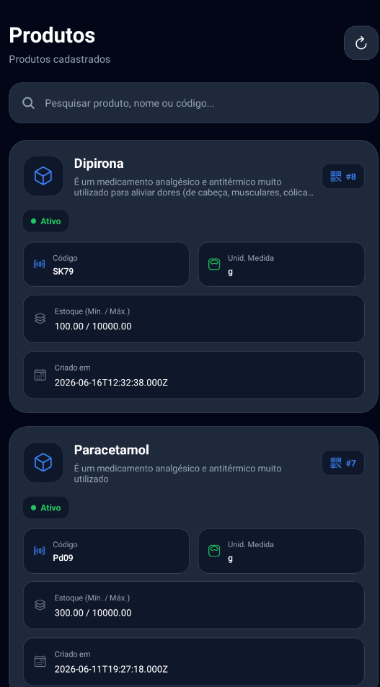 Produtos
Produtos cadastrados
Pesquisar produto, nome ou código...
Dipirona
É um medicamento analgésico e antitérmico muito
utilizado para aliviar dores (de cabeça, musculares, cólica...
#8
Ativo
Código
SK79
Unid. Medida
g
Estoque (Mín. / Máx.)
100.00 / 10000.00
Criado em
2026-06-16T12:32:38.000Z
Paracetamol
É um medicamento analgésico e antitérmico muito
utilizado
#7
Ativo
Código
Pd09
Unid. Medida
g
Estoque (Mín. / Máx.)
300.00 / 10000.00
Criado em
2026-06-11T19:27:18.000Z